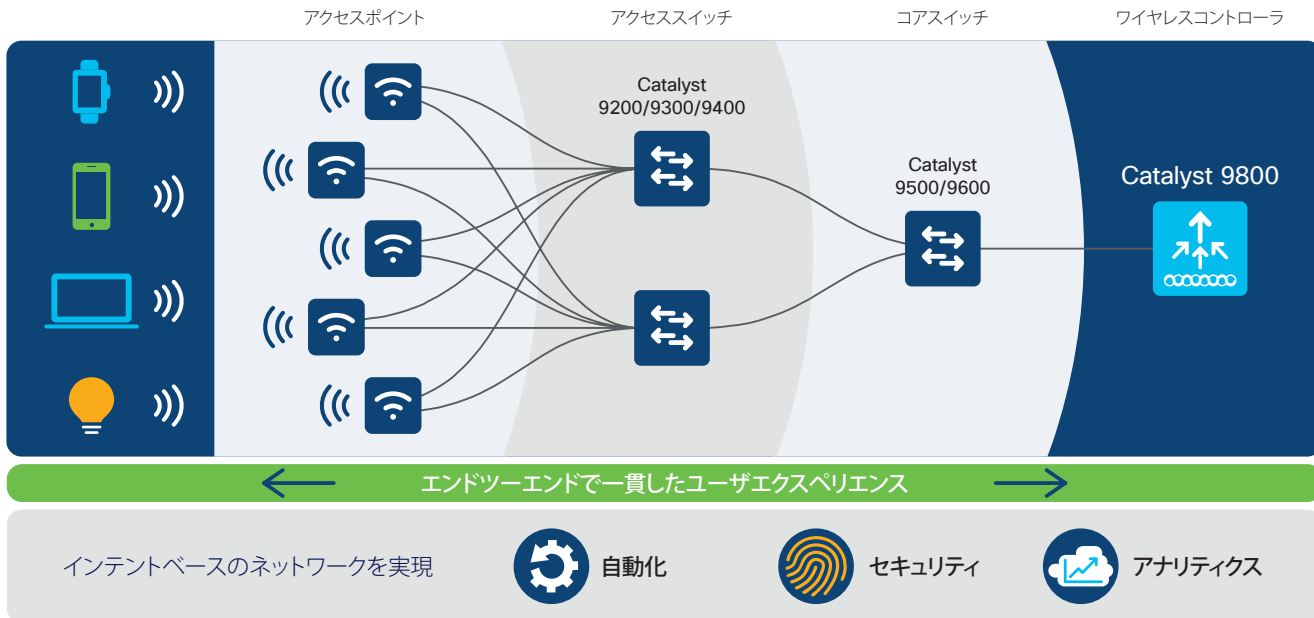 アクセスポイント
アクセススイッチ
コアスイッチ
ワイヤレスコントローラ
Catalyst
9200/9300/9400
Catalyst
9500/9600
Catalyst 9800
エンドツーエンドで一貫したユーザエクスペリエンス
インテントベースのネットワークを実現
自動化
セキュリティ
アナリティクス